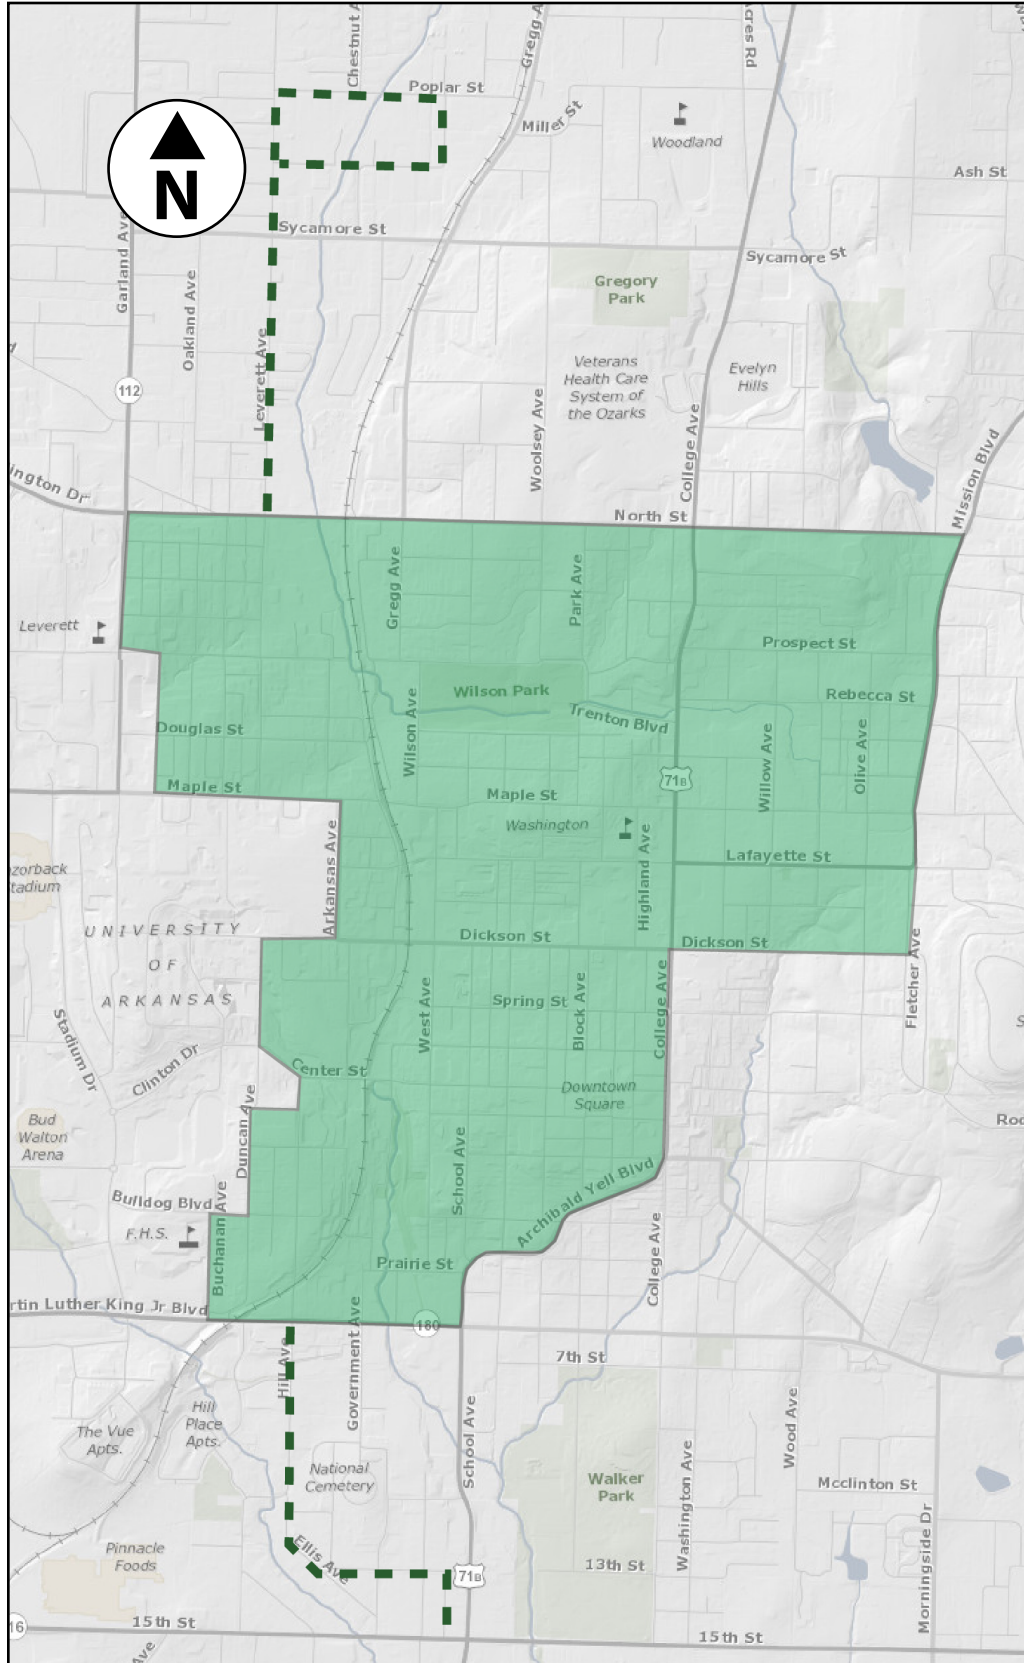 Chestnut A
Gregg A
cres Rd
Poplar St
Miller St
Woodland
N
Ash St
Garland Ave
Sycamore St
Sycamore St
Oakland Ave
Gregory
Park
Leverett Ave
Veterans
Health Care
System of
the Ozarks
Evelyn
Hills
112
Woolsey Ave
College Ave
Mission Blvd
ington Dr
North St
Gregg Ave
Park Ave
Leverett
Prospect St
Wilson Park
Rebecca St
Trenton Blvd
Wilson Ave
Douglas St
Willow Ave
Olive Ave
71B
Maple St
Maple St
Washington
Arkansas Ave
Highland Ave
Lafayette St
zorback
tadium
UNIVERSITY
OF
ARKANSAS
Dickson St
Dickson St
Fletcher Ave
West Ave
Spring St
Block Ave
College Ave
Stadium Dr
Clinton Dr
Center St
Downtown
Square
Duncan Ave
Bud
Walton
Arena
School Ave
Roc
Archibald Yell Blvd
Bulldog Blvd
Buchanan Ave
F.H.S.
Prairie St
College Ave
rtin Luther King Jr Blvd
180
Hill Ave
Government Ave
7th St
The Vue
Apts.
Hill
Place
Apts.
School Ave
Wood Ave
National
Cemetery
Walker
Park
Washington Ave
Mcclinton St
Morningside Dr
Pinnacle
Foods
Ellis Ave
71B
13th St
16
15th St
15th St
Ave